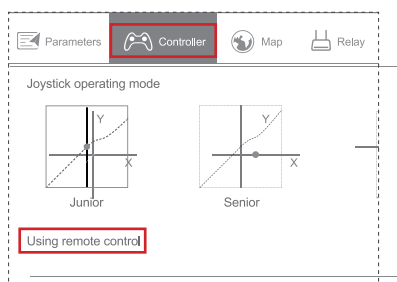 Parameters Controller Map Relay
Joystick operating mode
Y Y
X X
Junior Senior
Using remote control